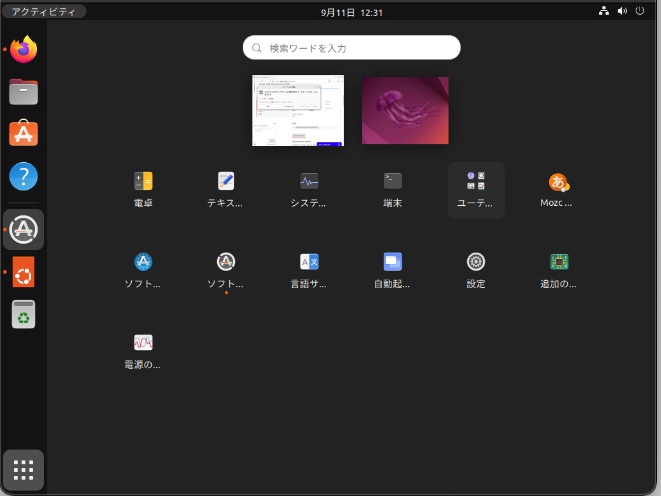 アクティビティ
9月11日 12:31
検索ワードを入力
電卓
テキス...
システ...
端末
ユーテ...
Mozc ...
ソフト...
ソフト...
言語サ...
自動起...
設定
追加の...
電源の...